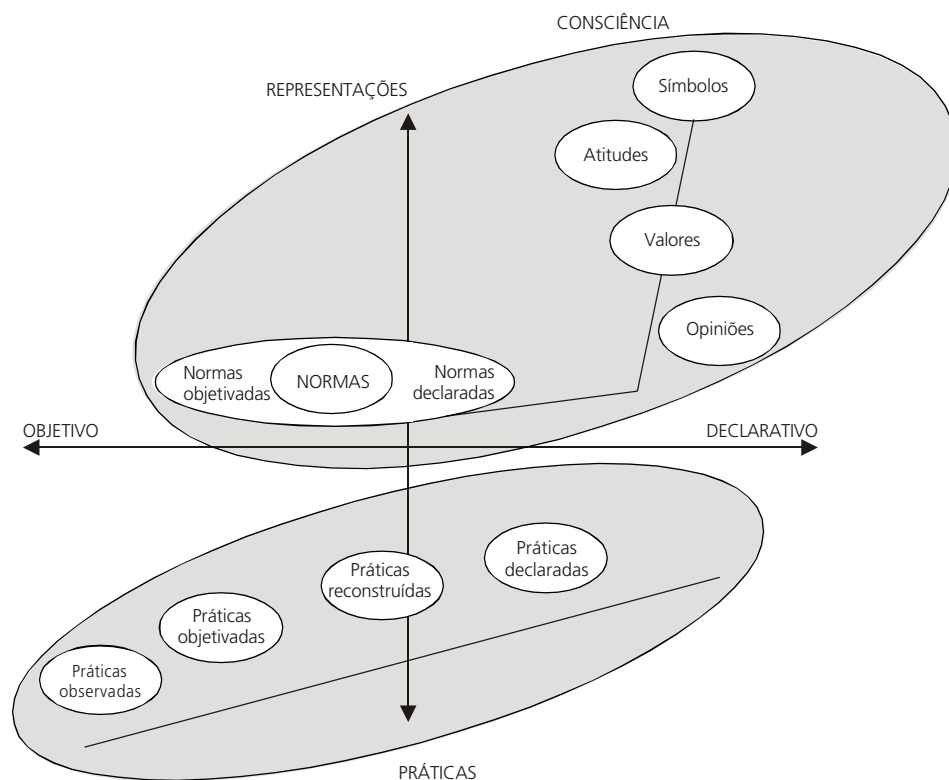 CONSCIÊNCIA
REPRESENTAÇÕES
Símbolos
Atitudes
Valores
Opiniões
Normas
objetivadas
NORMAS
Normas
declaradas
OBJETIVO
DECLARATIVO
Práticas
declaradas
Práticas
reconstruídas
Práticas
objetivadas
Práticas
observadas
PRÁTICAS